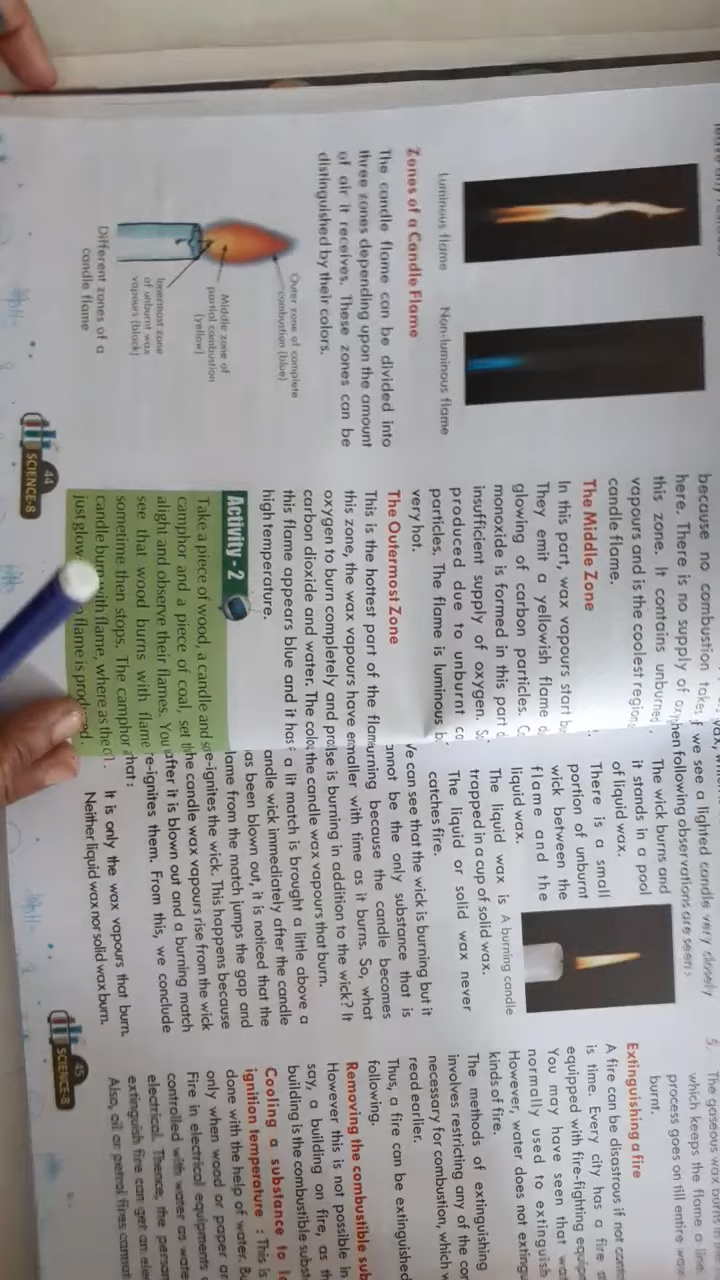 Luminous flame
Non-luminous flame
Zones of a Candle Flame
The candle flame can be divided into
three zones depending upon the amount
of air it receives. These zones can be
distinguished by their colors.
Outer zone of complete
combustion (blue)
Middle zone of
partial combustion
(yellow)
Innermost zone
of unburnt wax
vapours (black)
Different zones of a
candle flame
44
SCIENCE-8
because no combustion takes
here. There is no supply of
this zone. It contains
vapours and is the coolest region
candle flame.
The Middle Zone
In this part, wax vapours start
They emit a yellowish flame
glowing of carbon particles.
monoxide is formed in this part
insufficient supply of oxygen.
produced due to unburnt
particles. The flame is luminous
very hot.
The Outermost Zone
This is the hottest part of the
this zone, the wax vapours have
oxygen to burn completely and
carbon dioxide and water. The
this flame appears blue and it has
high temperature.
Activity - 2
Take a piece of wood, a candle and
camphor and a piece of coal, set
alight and observe their flames. You
see that wood burns with flame
sometime then stops. The camphor
candle burn with flame, where as the
just glow flame is produced.
if we see a lighted candle very closely
when following observations are seen:
The wick burns and
it stands in a pool
of liquid wax.
There is a small
portion of unburnt
wick between the
flame and the
liquid wax.
The liquid wax is
trapped in a cup of solid wax.
A burning candle
The liquid or solid wax never
catches fire.
We can see that the wick is burning but it
cannot be the only substance that is
burning because the candle becomes
smaller with time as it burns. So, what
else is burning in addition to the wick? It
the candle wax vapours that burn.
a lit match is brought a little above a
candle wick immediately after the candle
has been blown out, it is noticed that the
flame from the match jumps the gap and
re-ignites the wick. This happens because
the candle wax vapours rise from the wick
after it is blown out and a burning match
re-ignites them. From this, we conclude
that:
It is only the wax vapours that burn.
Neither liquid wax nor solid wax burn.
45
SCIENCE-8
5. The gaseous wax burns
which keeps the flame a
process goes on till entire wax
burnt.
Extinguishing a fire
A fire can be disastrous if not
is time. Every city has a fire
equipped with fire-fighting
You may have seen that
normally used to extinguish
However, water does not
kinds of fire.
The methods of extinguishing
involves restricting any of the
necessary for combustion, which
read earlier.
Thus, a fire can be extinguished
following.
Removing the combustible
However this is not possible in
say, a building on fire, as
building is the combustible
Cooling a substance to
ignition temperature : This is
done with the help of water.
only when wood or paper
Fire in electrical equipments
controlled with water as
electrical. Thence, the
extinguish fire can get an
Also, oil or petrol fires